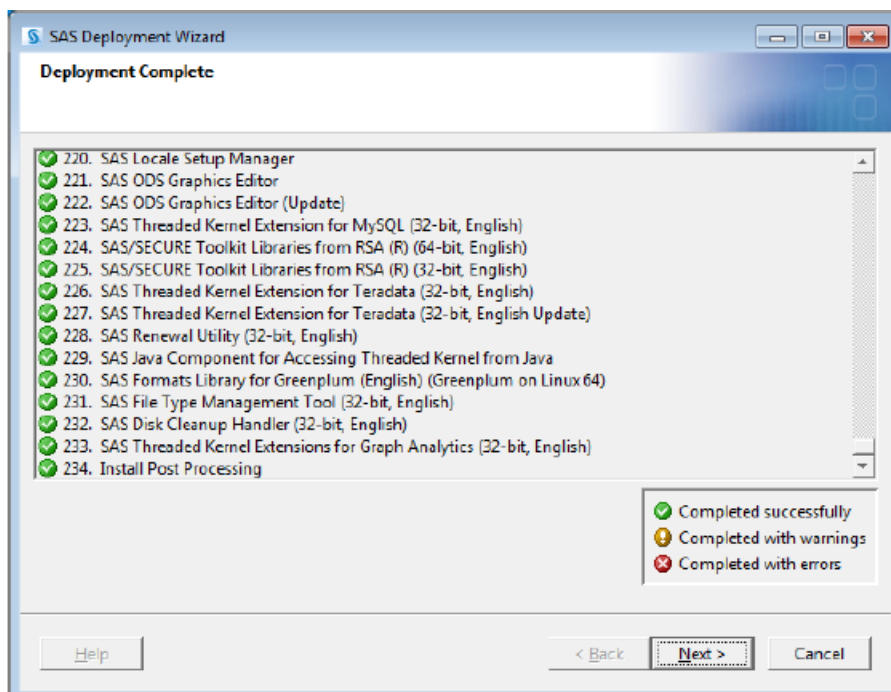 SAS Deployment Wizard
Deployment Complete
220. SAS Locale Setup Manager
221. SAS ODS Graphics Editor
222. SAS ODS Graphics Editor (Update)
223. SAS Threaded Kernel Extension for MySQL (32-bit, English)
224. SAS/SECURE Toolkit Libraries from RSA (R) (64-bit, English)
225. SAS/SECURE Toolkit Libraries from RSA (R) (32-bit, English)
226. SAS Threaded Kernel Extension for Teradata (32-bit, English)
227. SAS Threaded Kernel Extension for Teradata (32-bit, English Update)
228. SAS Renewal Utility (32-bit, English)
229. SAS Java Component for Accessing Threaded Kernel from Java
230. SAS Formats Library for Greenplum (English) (Greenplum on Linux 64)
231. SAS File Type Management Tool (32-bit, English)
232. SAS Disk Cleanup Handler (32-bit, English)
233. SAS Threaded Kernel Extensions for Graph Analytics (32-bit, English)
234. Install Post Processing
Completed successfully
Completed with warnings
Completed with errors
Help < Back Next > Cancel